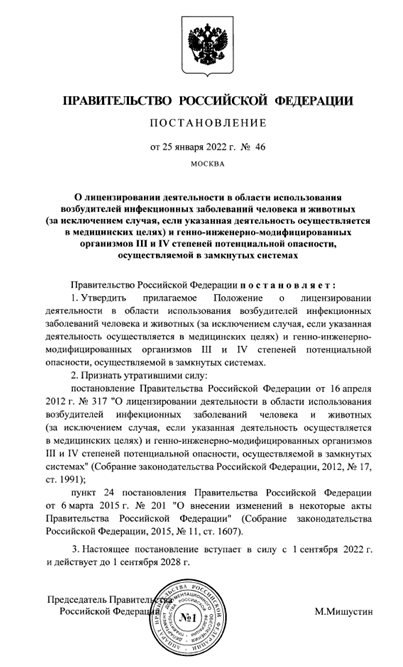 ПРАВИТЕЛЬСТВО РОССИЙСКОЙ ФЕДЕРАЦИИ
ПОСТАНОВЛЕНИЕ
от 25 января 2022 г. № 46
МОСКВА
О лицензировании деятельности в области использования
возбудителей инфекционных заболеваний человека и животных
(за исключением случая, если указанная деятельность осуществляется
в медицинских целях) и генно-инженерно-модифицированных
организмов III и IV степеней потенциальной опасности,
осуществляемой в замкнутых системах
Правительство Российской Федерации постановляет:
1. Утвердить прилагаемое Положение о лицензировании
деятельности в области использования возбудителей инфекционных
заболеваний человека и животных (за исключением случая, если указанная
деятельность осуществляется в медицинских целях) и генно-инженерно-
модифицированных организмов III и IV степеней потенциальной
опасности, осуществляемой в замкнутых системах.
2. Признать утратившими силу:
постановление Правительства Российской Федерации от 16 апреля
2012 г. № 317 "О лицензировании деятельности в области использования
возбудителей инфекционных заболеваний человека и животных
(за исключением случая, если указанная деятельность осуществляется
в медицинских целях) и генно-инженерно-модифицированных организмов
III и IV степеней потенциальной опасности, осуществляемой в замкнутых
системах" (Собрание законодательства Российской Федерации, 2012, № 17,
ст. 1991);
пункт 24 постановления Правительства Российской Федерации
от 6 марта 2015 г. № 201 "О внесении изменений в некоторые акты
Правительства Российской Федерации" (Собрание законодательства
Российской Федерации, 2015, № 11, ст. 1607).
3. Настоящее постановление вступает в силу с 1 сентября 2022 г.
и действует до 1 сентября 2028 г.
Председатель Правительства
Российской Федерации
М.Мишустин
№1